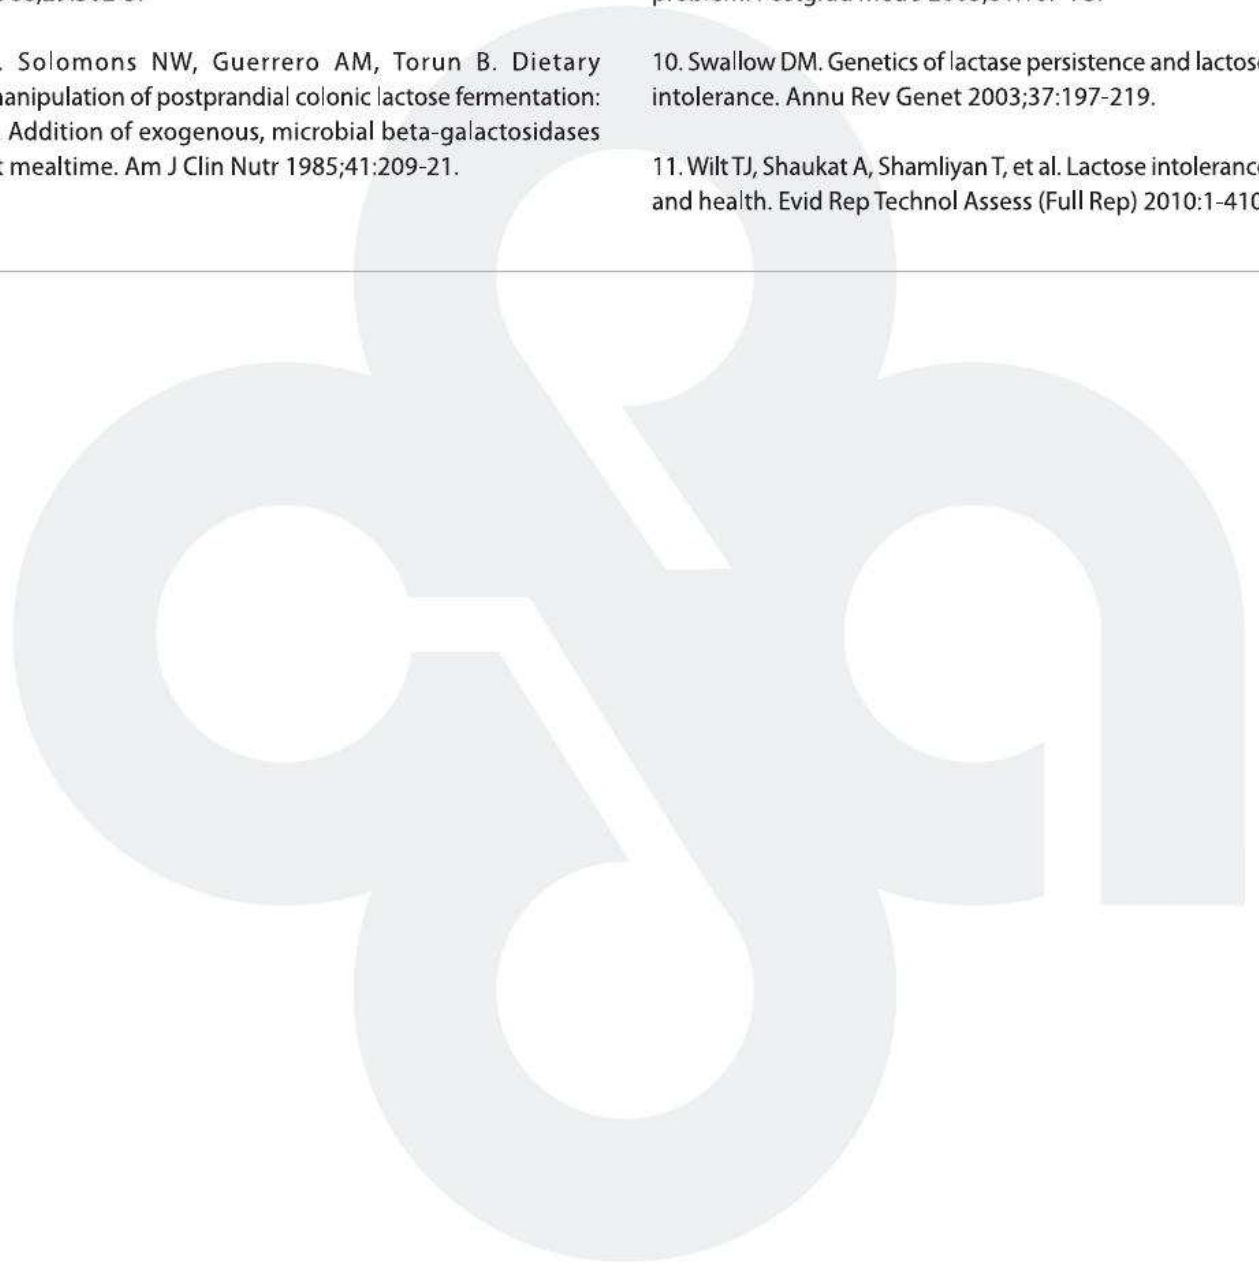 . Solomons NW, Guerrero AM, Torun B. Dietary
anipulation of postprandial colonic lactose fermentation:
. Addition of exogenous, microbial beta-galactosidases
t mealtime. Am J Clin Nutr 1985;41:209-21.
10. Swallow DM. Genetics of lactase persistence and lactose
intolerance. Annu Rev Genet 2003;37:197-219.
11. Wilt TJ, Shaukat A, Shamliyan T, et al. Lactose intolerance
and health. Evid Rep Technol Assess (Full Rep) 2010:1-410